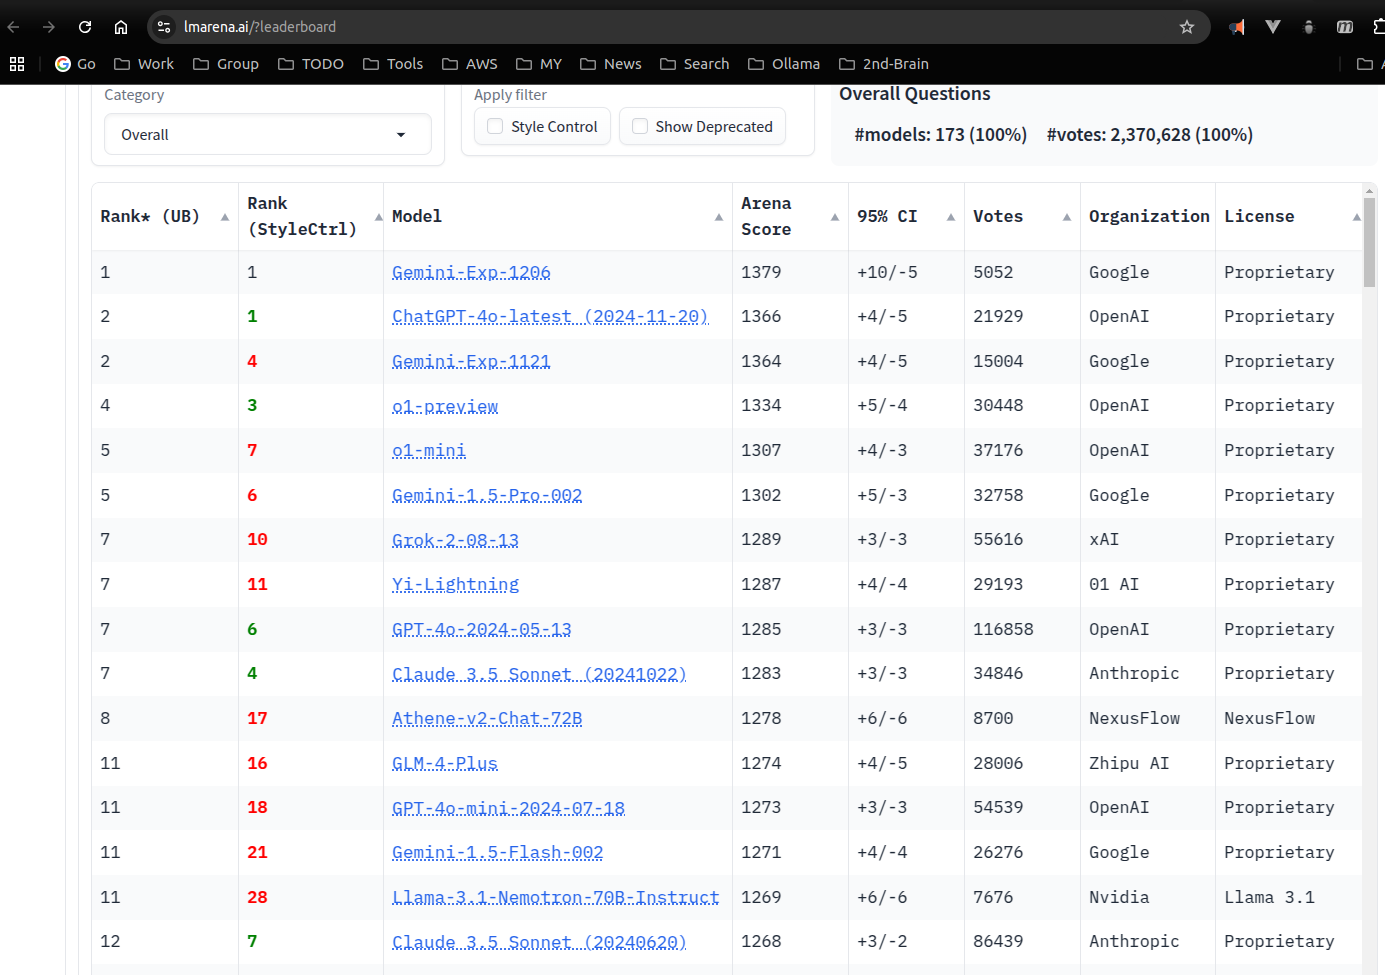 lmarena.ai/?leaderboard
Go Work Group TODO Tools AWS MY News Search Ollama 2nd-Brain
Category
Overall
Apply filter
Style Control Show Deprecated
Overall Questions
#models: 173 (100%) #votes: 2,370,628 (100%)
Rank* (UB) Rank (StyleCtrl) Model Arena Score 95% CI Votes Organization License
1 1 Gemini-Exp-1206 1379 +10/-5 5052 Google Proprietary
2 1 ChatGPT-4o-latest (2024-11-20) 1366 +4/-5 21929 OpenAI Proprietary
2 4 Gemini-Exp-1121 1364 +4/-5 15004 Google Proprietary
4 3 o1-preview 1334 +5/-4 30448 OpenAI Proprietary
5 7 o1-mini 1307 +4/-3 37176 OpenAI Proprietary
5 6 Gemini-1.5-Pro-002 1302 +5/-3 32758 Google Proprietary
7 10 Grok-2-08-13 1289 +3/-3 55616 xAI Proprietary
7 11 Yi-Lightning 1287 +4/-4 29193 01 AI Proprietary
7 6 GPT-4o-2024-05-13 1285 +3/-3 116858 OpenAI Proprietary
7 4 Claude 3.5 Sonnet (20241022) 1283 +3/-3 34846 Anthropic Proprietary
8 17 Athene-v2-Chat-72B 1278 +6/-6 8700 NexusFlow NexusFlow
11 16 GLM-4-Plus 1274 +4/-5 28006 Zhipu AI Proprietary
11 18 GPT-4o-mini-2024-07-18 1273 +3/-3 54539 OpenAI Proprietary
11 21 Gemini-1.5-Flash-002 1271 +4/-4 26276 Google Proprietary
11 28 Llama-3.1-Nemotron-70B-Instruct 1269 +6/-6 7676 Nvidia Llama 3.1
12 7 Claude 3.5 Sonnet (20240620) 1268 +3/-2 86439 Anthropic Proprietary